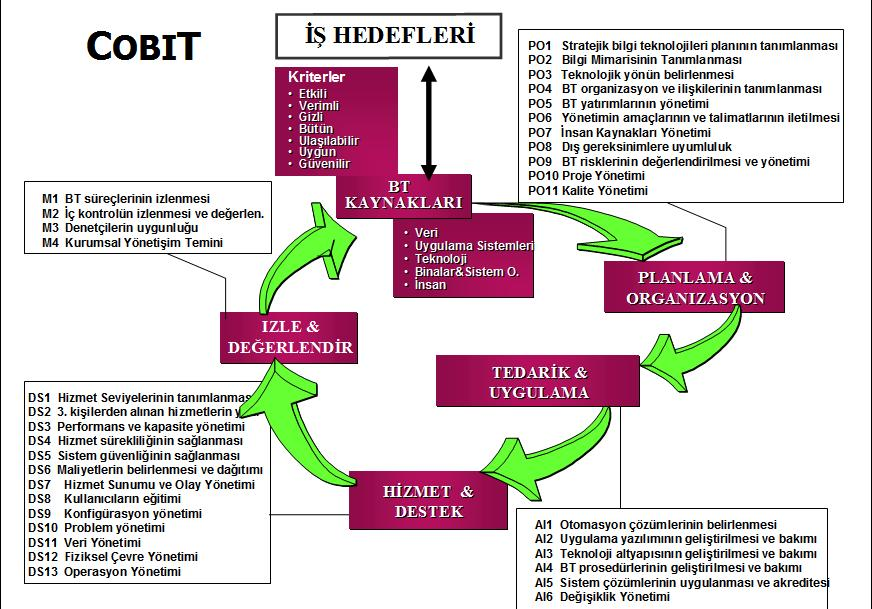 COBIT
İŞ HEDEFLERİ
Kriterler
• Etkili
• Verimli
• Gizli
• Bütün
• Ulaşılabilir
• Uygun
• Güvenilir
BT
KAYNAKLARI
• Veri
• Uygulama Sistemleri
• Teknoloji
• Binalar&Sistem O.
• İnsan
PO1 Stratejik bilgi teknolojileri planının tanımlanması
PO2 Bilgi Mimarisinin Tanımlanması
PO3 Teknolojik yönün belirlenmesi
PO4 BT organizasyon ve ilişkilerinin tanımlanması
PO5 BT yatırımlarının yönetimi
PO6 Yönetimin amaçlarının ve talimatlarının iletilmesi
PO7 İnsan Kaynakları Yönetimi
PO8 Dış gereksinimlere uyumluluk
PO9 BT risklerinin değerlendirilmesi ve yönetimi
PO10 Proje Yönetimi
PO11 Kalite Yönetimi
PLANLAMA &
ORGANIZASYON
M1 BT süreçlerinin izlenmesi
M2 İç kontrolün izlenmesi ve değerlen.
M3 Denetçilerin uygunluğu
M4 Kurumsal Yönetişim Temini
IZLE &
DEĞERLENDİR
TEDARİK &
UYGULAMA
HİZMET &
DESTEK
DS1 Hizmet Seviyelerinin tanımlanmas
DS2 3. kişilerden alınan hizmetlerin
DS3 Performans ve kapasite yönetimi
DS4 Hizmet sürekliliğinin sağlanması
DS5 Sistem güvenliğinin sağlanması
DS6 Maliyetlerin belirlenmesi ve dağıtımı
DS7 Hizmet Sunumu ve Olay Yönetimi
DS8 Kullanıcıların eğitimi
DS9 Konfigürasyon yönetimi
DS10 Problem yönetimi
DS11 Veri Yönetimi
DS12 Fiziksel Çevre Yönetimi
DS13 Operasyon Yönetimi
AI1 Otomasyon çözümlerinin belirlenmesi
AI2 Uygulama yazılımının geliştirilmesi ve bakımı
AI3 Teknoloji altyapısının geliştirilmesi ve bakımı
AI4 BT prosedürlerinin geliştirilmesi ve bakımı
AI5 Sistem çözümlerinin uygulanması ve akreditesi
AI6 Değişiklik Yönetimi